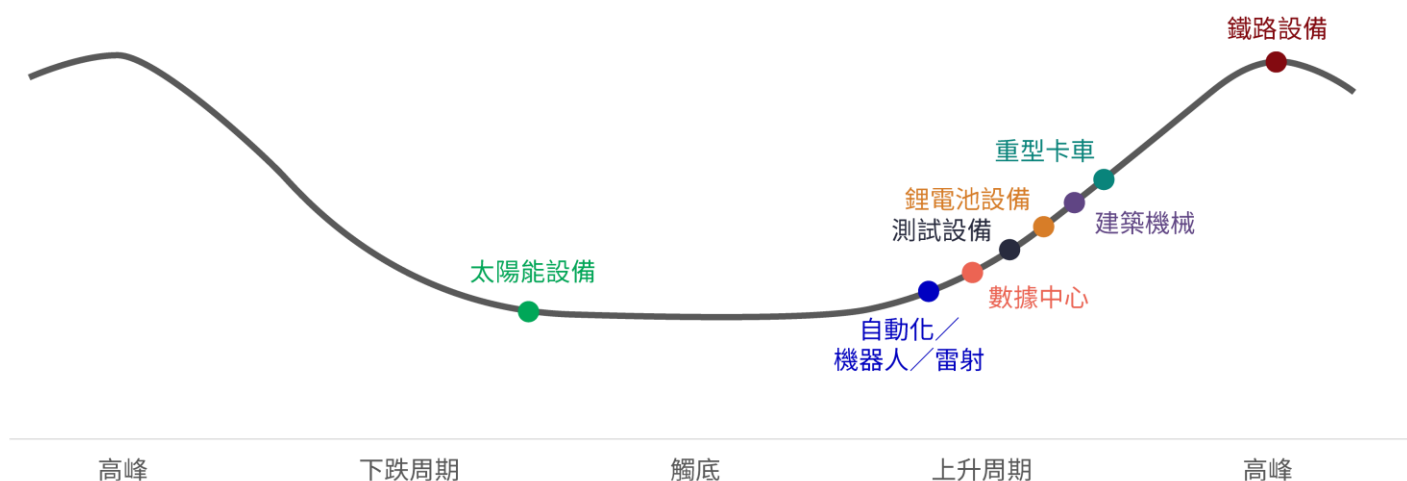 鐵路設備
重型卡車
鋰電池設備
建築機械
測試設備
太陽能設備
數據中心
自動化／
機器人／雷射
高峰
下跌周期
觸底
上升周期
高峰